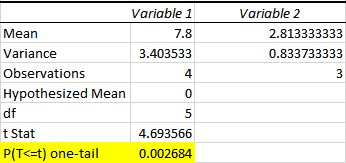 Variable 1 Variable 2
Mean 7.8 2.813333333
Variance 3.403533 0.833733333
Observations 4 3
Hypothesized Mean 0
df 5
t Stat 4.693566
P(T<=t) one-tail 0.002684